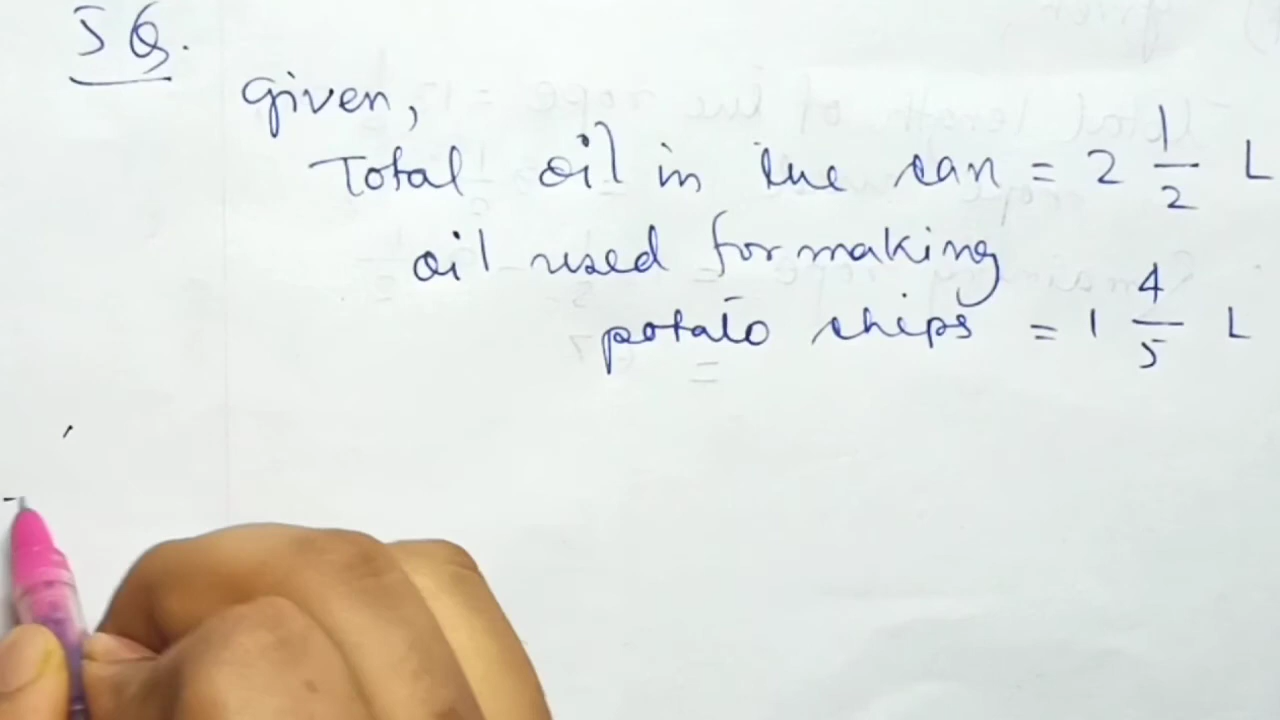 5Q.
Given,
Total oil in the can = 2 1/2 L
oil used for making
potato chips = 1 4/5 L